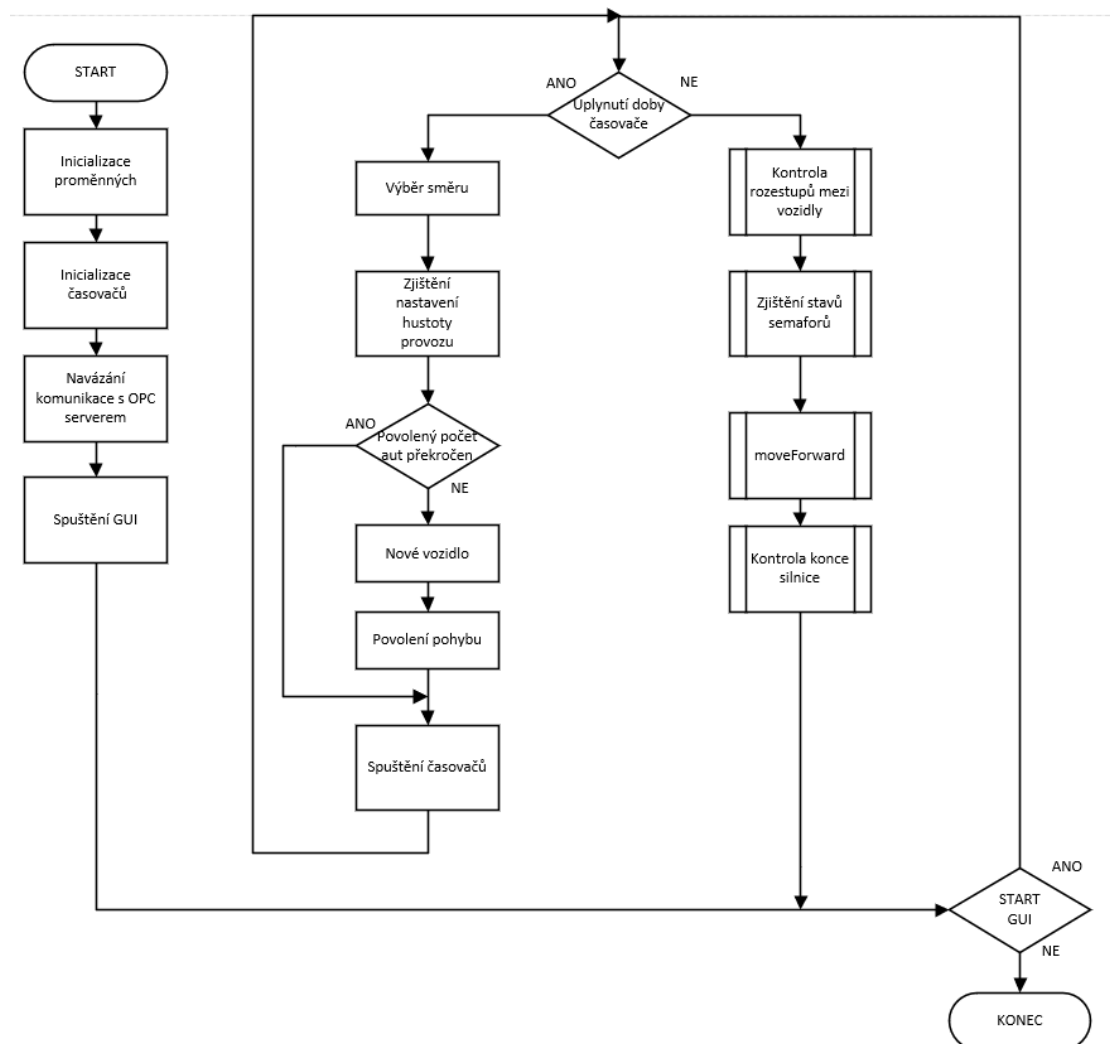 START
Inicializace
proměnných
Inicializace
časovačů
Navázání
komunikace s OPC
serverem
Spuštění GUI
ANO
NE
Uplynutí doby
časovače
Výběr směru
Zjištění
nastavení
hustoty
provozu
ANO
Povolený počet
aut překročen
NE
Nové vozidlo
Povolení pohybu
Spuštění časovačů
Kontrola
rozestupů mezi
vozidly
Zjištění stavů
semaforů
moveForward
Kontrola konce
silnice
ANO
START
GUI
NE
KONEC